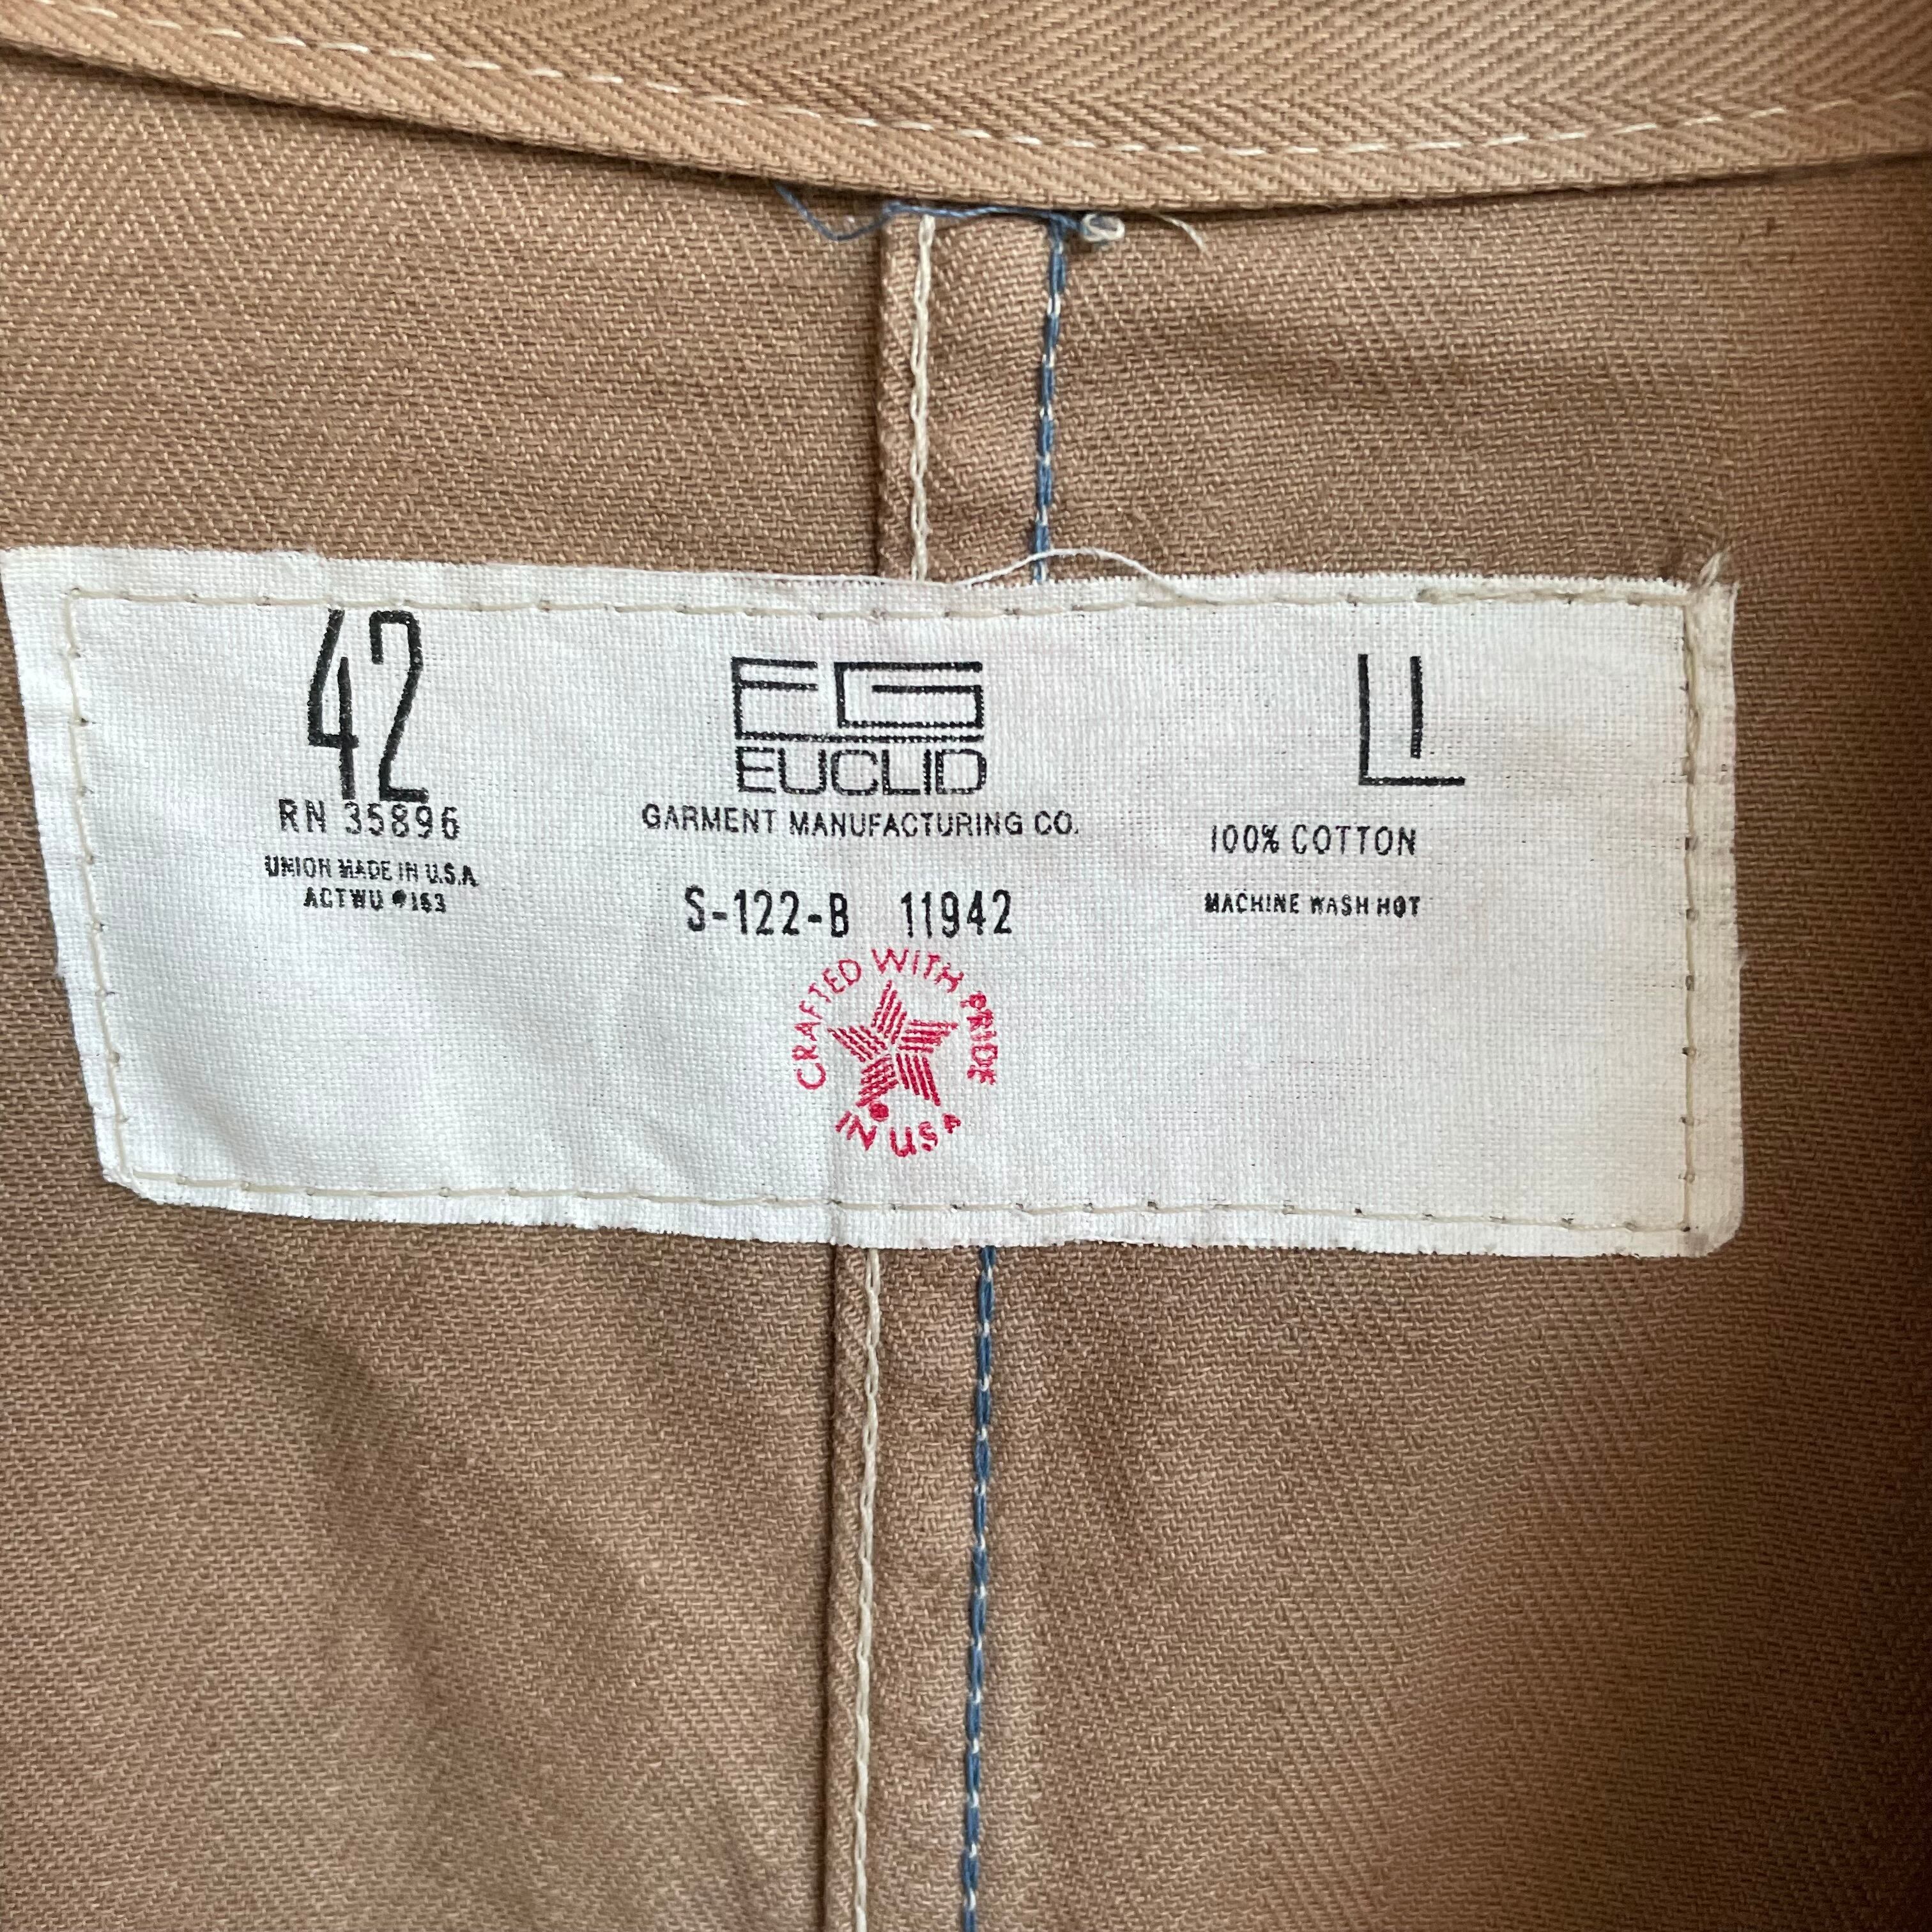 42
RN 35896
UNION MADE IN U.S.A.
ACTWU #163
EG
EUCLID
GARMENT MANUFACTURING CO.
S-122-B 11942
CRAFTED WITH PRIDE
IN USA
100% COTTON
MACHINE WASH HOT